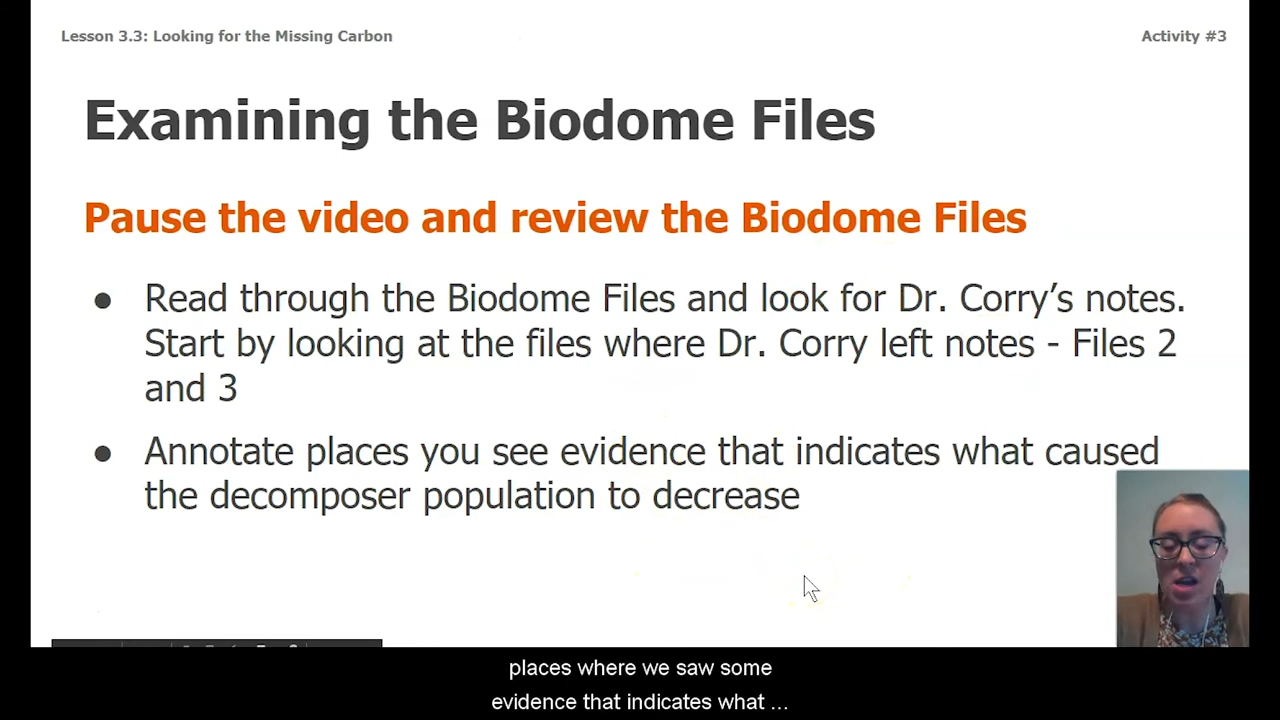 Lesson 3.3: Looking for the Missing Carbon
Activity #3
Examining the Biodome Files
Pause the video and review the Biodome Files
● Read through the Biodome Files and look for Dr. Corry’s notes.
Start by looking at the files where Dr. Corry left notes - Files 2
and 3
● Annotate places you see evidence that indicates what caused
the decomposer population to decrease
places where we saw some
evidence that indicates what ...